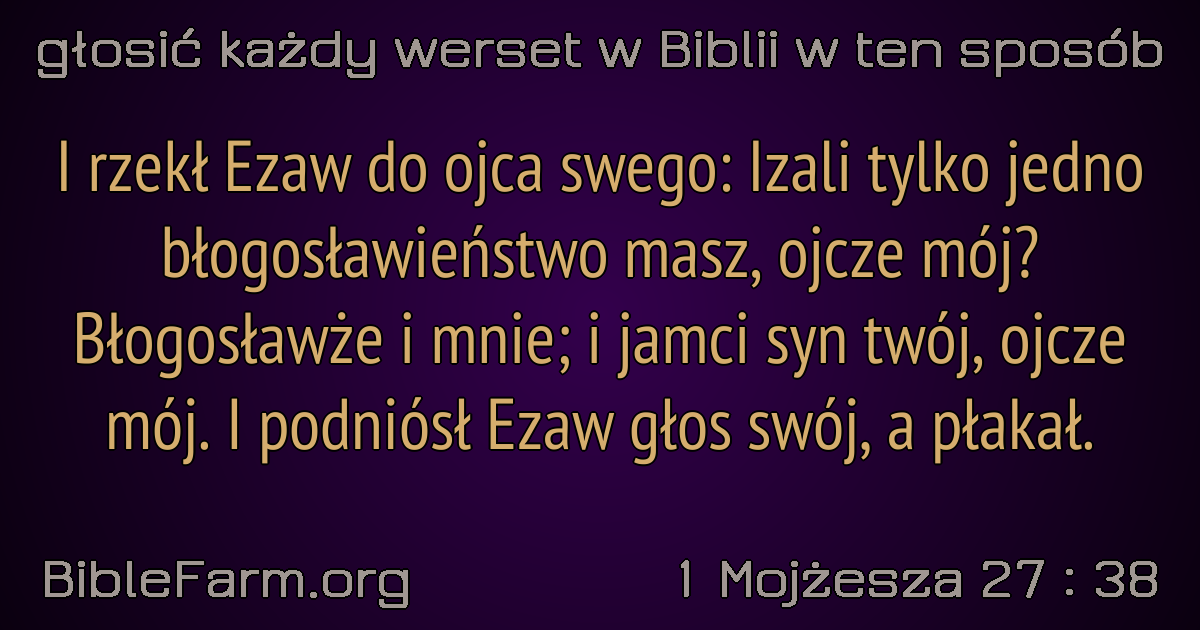 głosić każdy werset w Biblii w ten sposób
I rzekł Ezaw do ojca swego: Izali tylko jedno
błogosławieństwo masz, ojcze mój?
Błogosławże i mnie; i jamci syn twój, ojcze
mój. I podniósł Ezaw głos swój, a płakał.
BibleFarm.org
1 Mojżesza 27 : 38